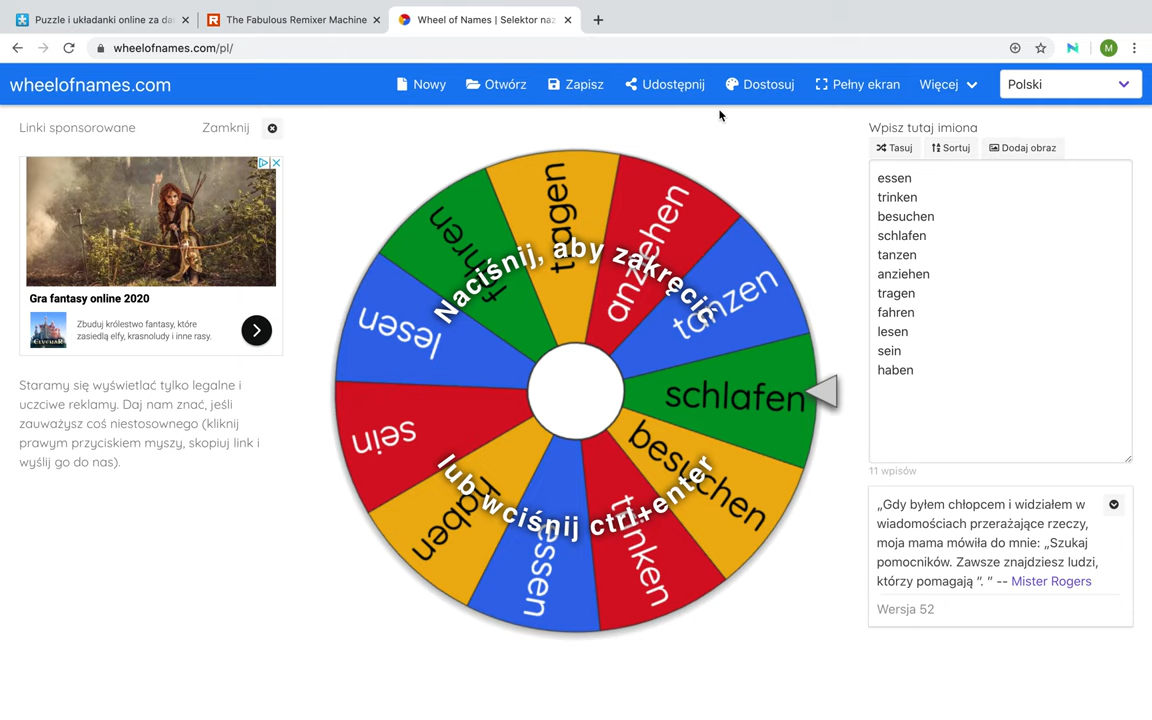 Puzzle i układanki online za da
The Fabulous Remixer Machine
Wheel of Names | Selektor naz
wheelofnames.com/pl/
M
wheelofnames.com
Nowy
Otwórz
Zapisz
Udostępnij
Dostosuj
Pełny ekran
Więcej
Polski
Linki sponsorowane
Zamknij
Gra fantasy online 2020
Zbuduj królestwo fantasy, które
zasiedlą elfy, krasnoludy i inne rasy.
ELVENAR
Staramy się wyświetlać tylko legalne i
uczciwe reklamy. Daj nam znać, jeśli
zauważysz coś niestosownego (kliknij
prawym przyciskiem myszy, skopiuj link i
wyślij go do nas).
tragen
anziehen
tanzen
schlafen
besuchen
trinken
essen
haben
sein
lesen
fahren
Naciśnij, aby zakręcić
lub wciśnij ctrl+enter
Wpisz tutaj imiona
Tasuj
Sortuj
Dodaj obraz
essen
trinken
besuchen
schlafen
tanzen
anziehen
tragen
fahren
lesen
sein
haben
11 wpisów
„Gdy byłem chłopcem i widziałem w
wiadomościach przerażające rzeczy,
moja mama mówiła do mnie: „Szukaj
pomocników. Zawsze znajdziesz ludzi,
którzy pomagają ”. ” -- Mister Rogers
Wersja 52